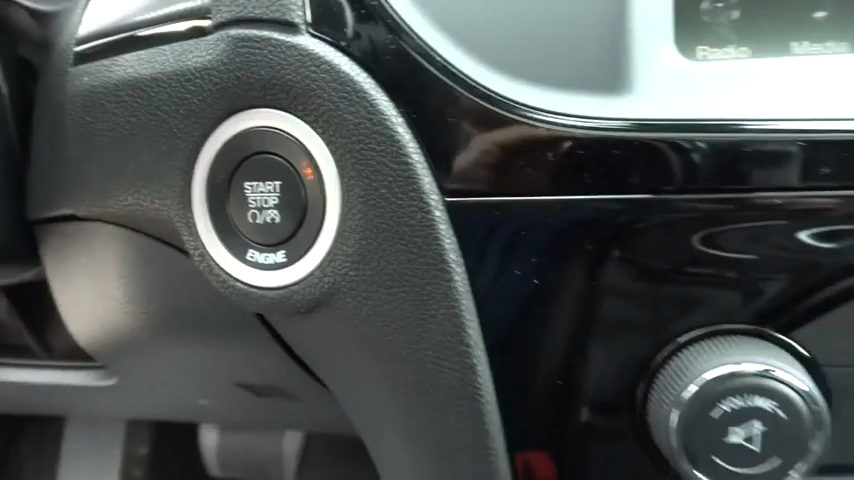 Radio
Media
START
STOP
ENGINE
VOLUME